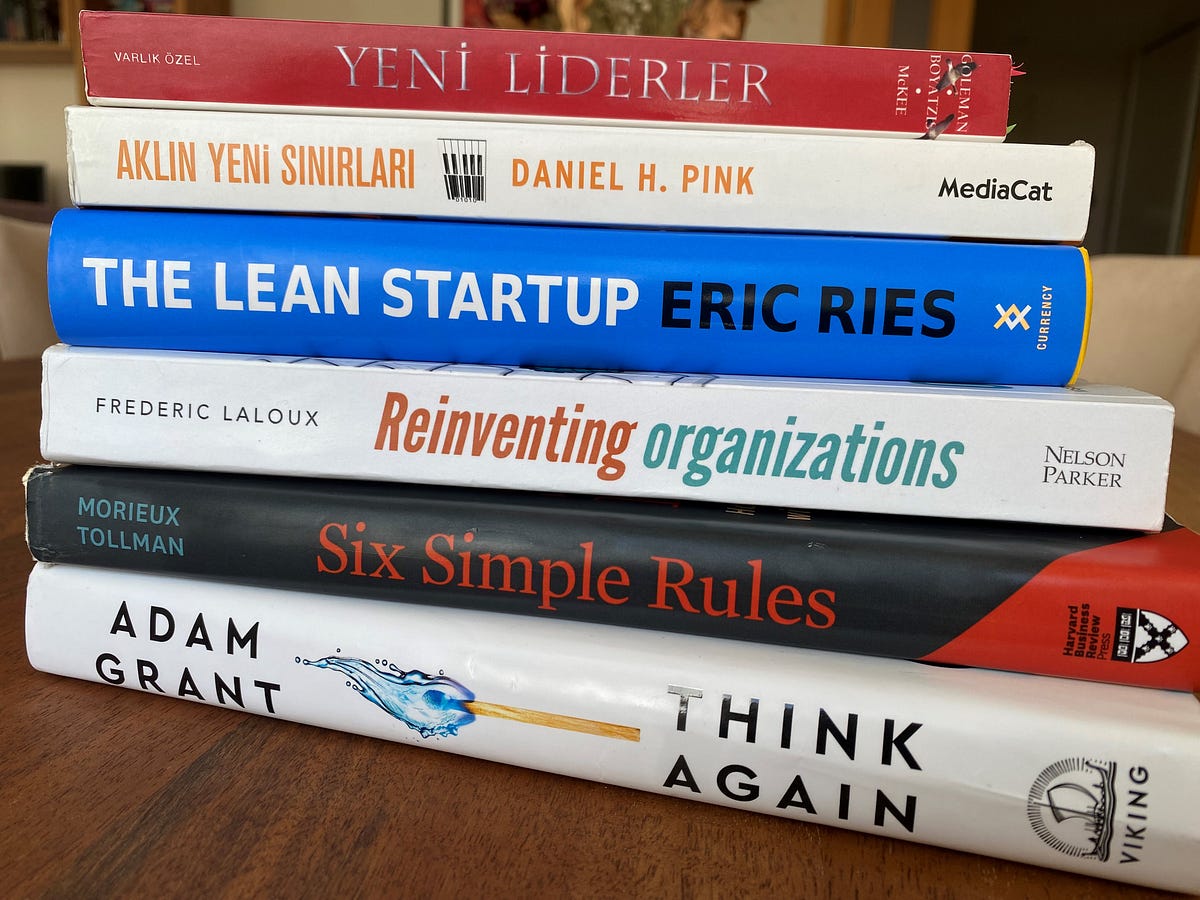 VARLIK ÖZEL
YENİ LİDERLER
GOLEMAN
BOYATZIS
McKEE
AKLIN YENİ SINIRLARI
01010
DANIEL H. PINK
MediaCat
THE LEAN STARTUP ERIC RIES
CURRENCY
FREDERIC LALOUX
Reinventing organizations
NELSON
PARKER
MORIEUX
TOLLMAN
Six Simple Rules
Harvard
Business
Review
Press
ADAM
GRANT
THINK
AGAIN
VIKING